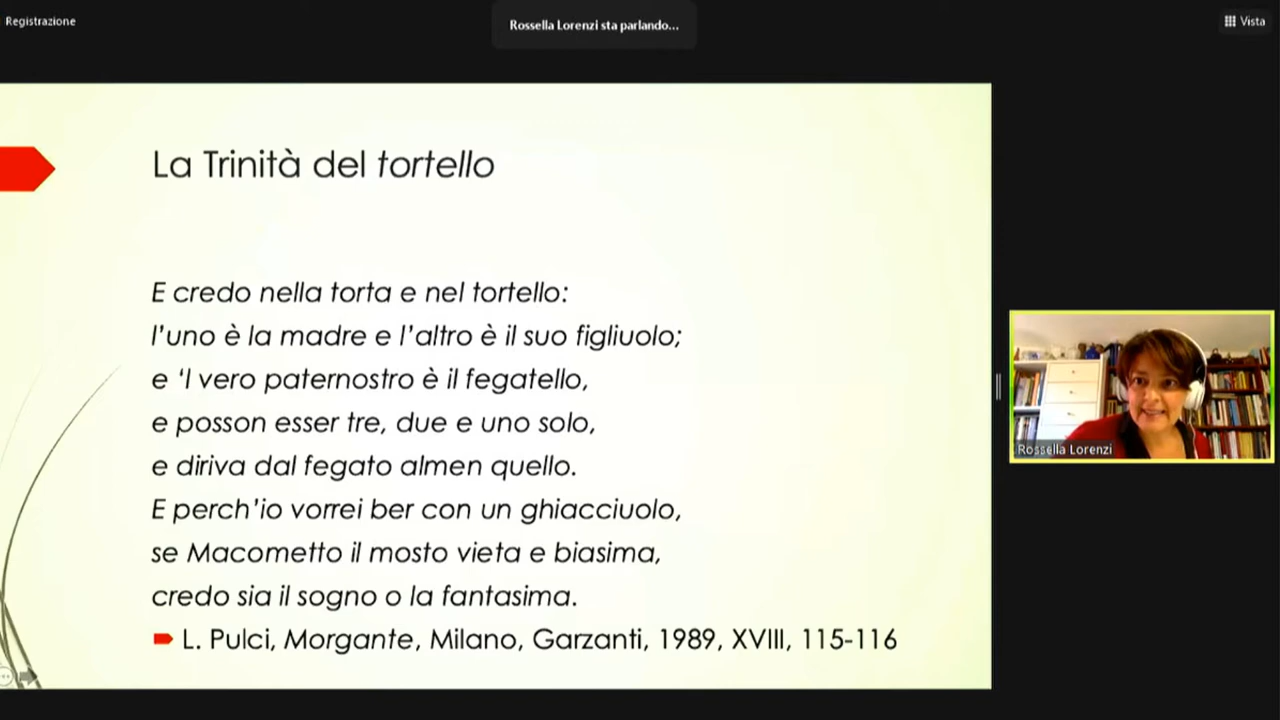 Registrazione
Rossella Lorenzi sta parlando...
Vista
La Trinità del tortello
E credo nella torta e nel tortello:
l’uno è la madre e l’altro è il suo figliuolo;
e ‘l vero paternostro è il fegatello,
e posson esser tre, due e uno solo,
e diriva dal fegato almen quello.
E perch’io vorrei ber con un ghiacciuolo,
se Macometto il mosto vieta e biasima,
credo sia il sogno o la fantasima.
L. Pulci, Morgante, Milano, Garzanti, 1989, XVIII, 115-116
Rossella Lorenzi